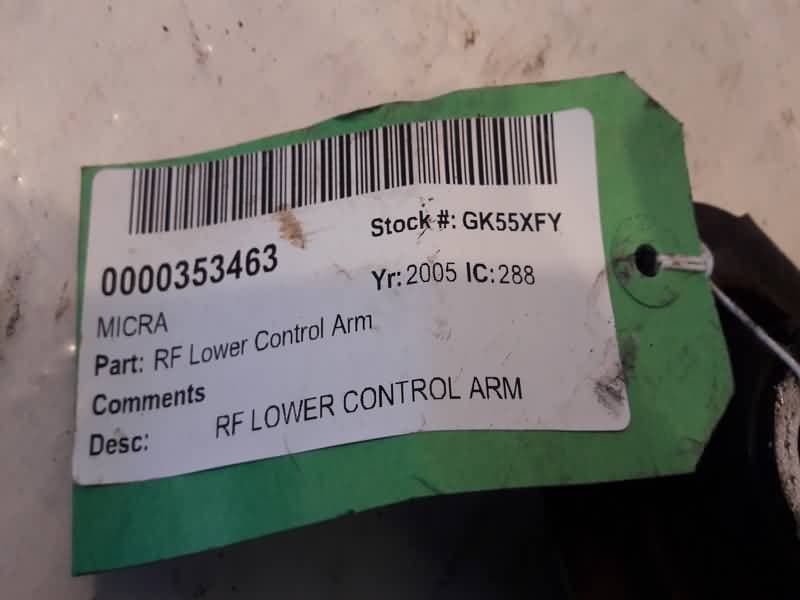 0000353463
Stock #: GK55XFY
MICRA
Yr: 2005 IC: 288
Part: RF Lower Control Arm
Comments
Desc: RF LOWER CONTROL ARM